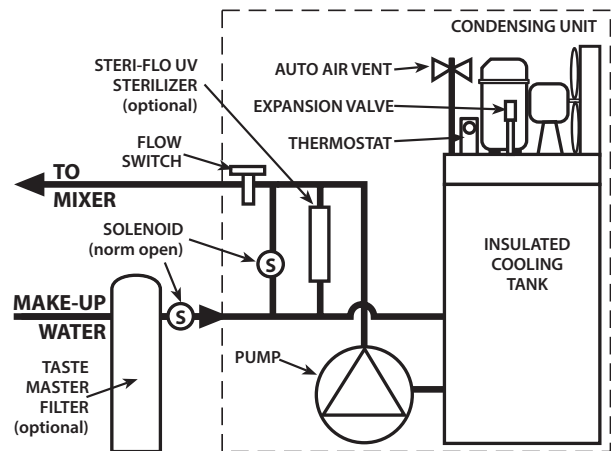 CONDENSING UNIT
STERI-FLO UV
STERILIZER
(optional)
AUTO AIR VENT
EXPANSION VALVE
THERMOSTAT
FLOW
SWITCH
TO
MIXER
SOLENOID
(norm open)
S
S
INSULATED
COOLING
TANK
MAKE-UP
WATER
PUMP
TASTE
MASTER
FILTER
(optional)